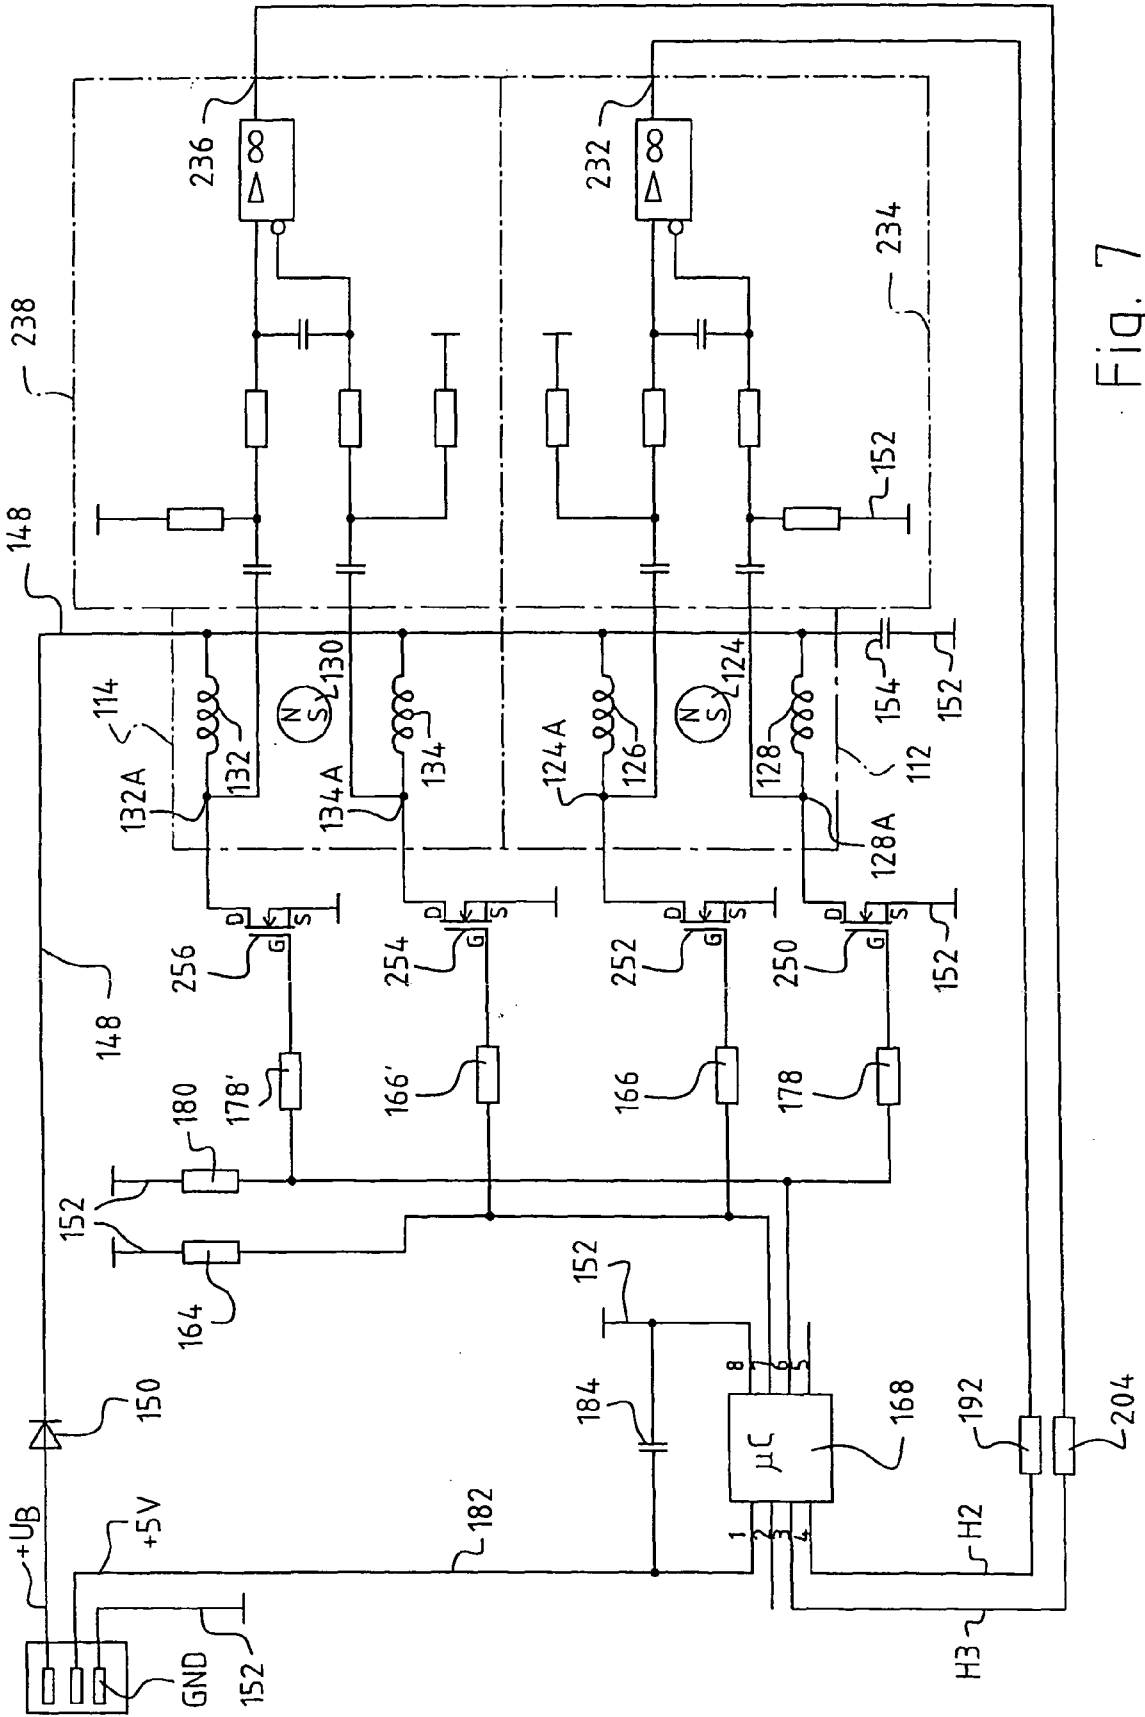 +UB
150
148
148
238
+5V
GND
152
182
164
152
180
178'
256
D
G
S
132A
114
132
236
N
S
130
166'
254
D
G
S
134A
134
152
184
166
252
D
G
S
124A
126
232
N
S
124
178
250
D
G
S
152
128A
128
112
154
152
152
234
1
2
3
4
8
7
6
5
µC
168
H2
H3
192
204
∞
∞
Fig. 7